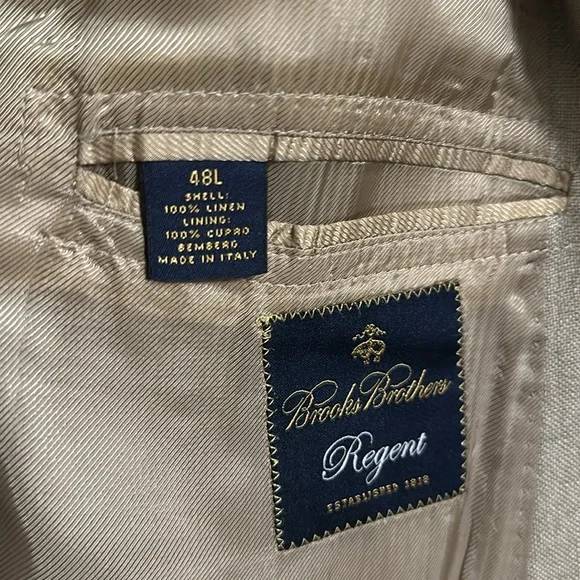 48L
SHELL:
100% LINEN
LINING:
100% CUPRO
BEMBERG
MADE IN ITALY
Brooks Brothers
Regent
ESTABLISHED 1818